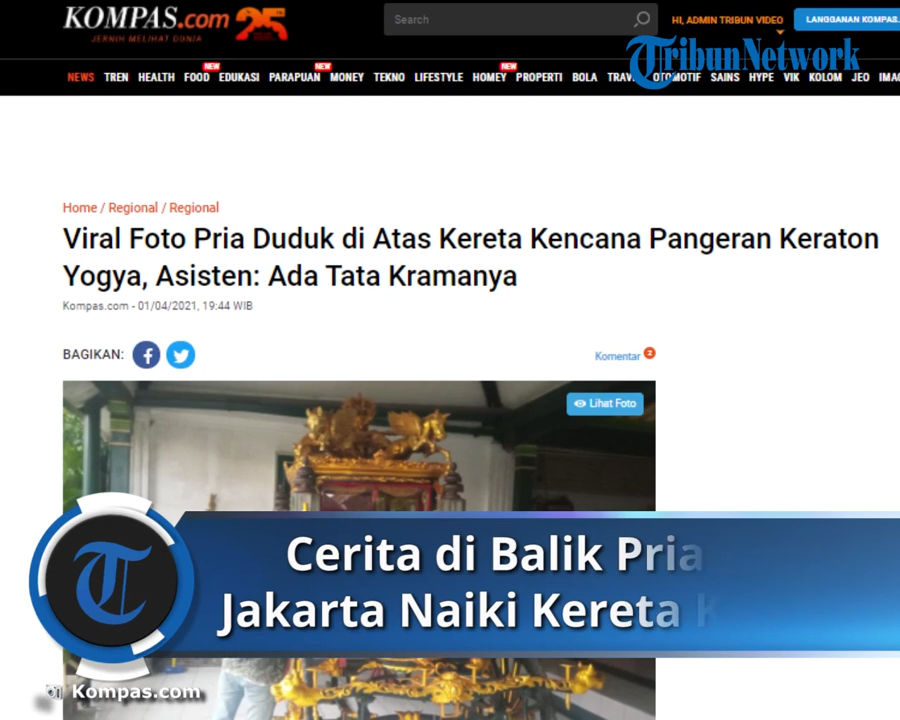 KOMPAS.com 25
JERNIH MELIHAT DUNIA
Search
HI, ADMIN TRIBUN VIDEO
LANGGANAN KOMPAS.
TribunNetwork
NEWS TREN HEALTH FOOD NEW EDUKASI PARAPUAN NEW MONEY TEKNO LIFESTYLE HOMEY NEW PROPERTI BOLA TRAV OTOMOTIF SAINS HYPE VIK KOLOM JEO IMAG
Home / Regional / Regional
Viral Foto Pria Duduk di Atas Kereta Kencana Pangeran Keraton
Yogya, Asisten: Ada Tata Kramanya
Kompas.com - 01/04/2021, 19:44 WIB
BAGIKAN:
Komentar 2
Lihat Foto
Cerita di Balik Pria
Jakarta Naiki Kereta K
T
Kompas.com